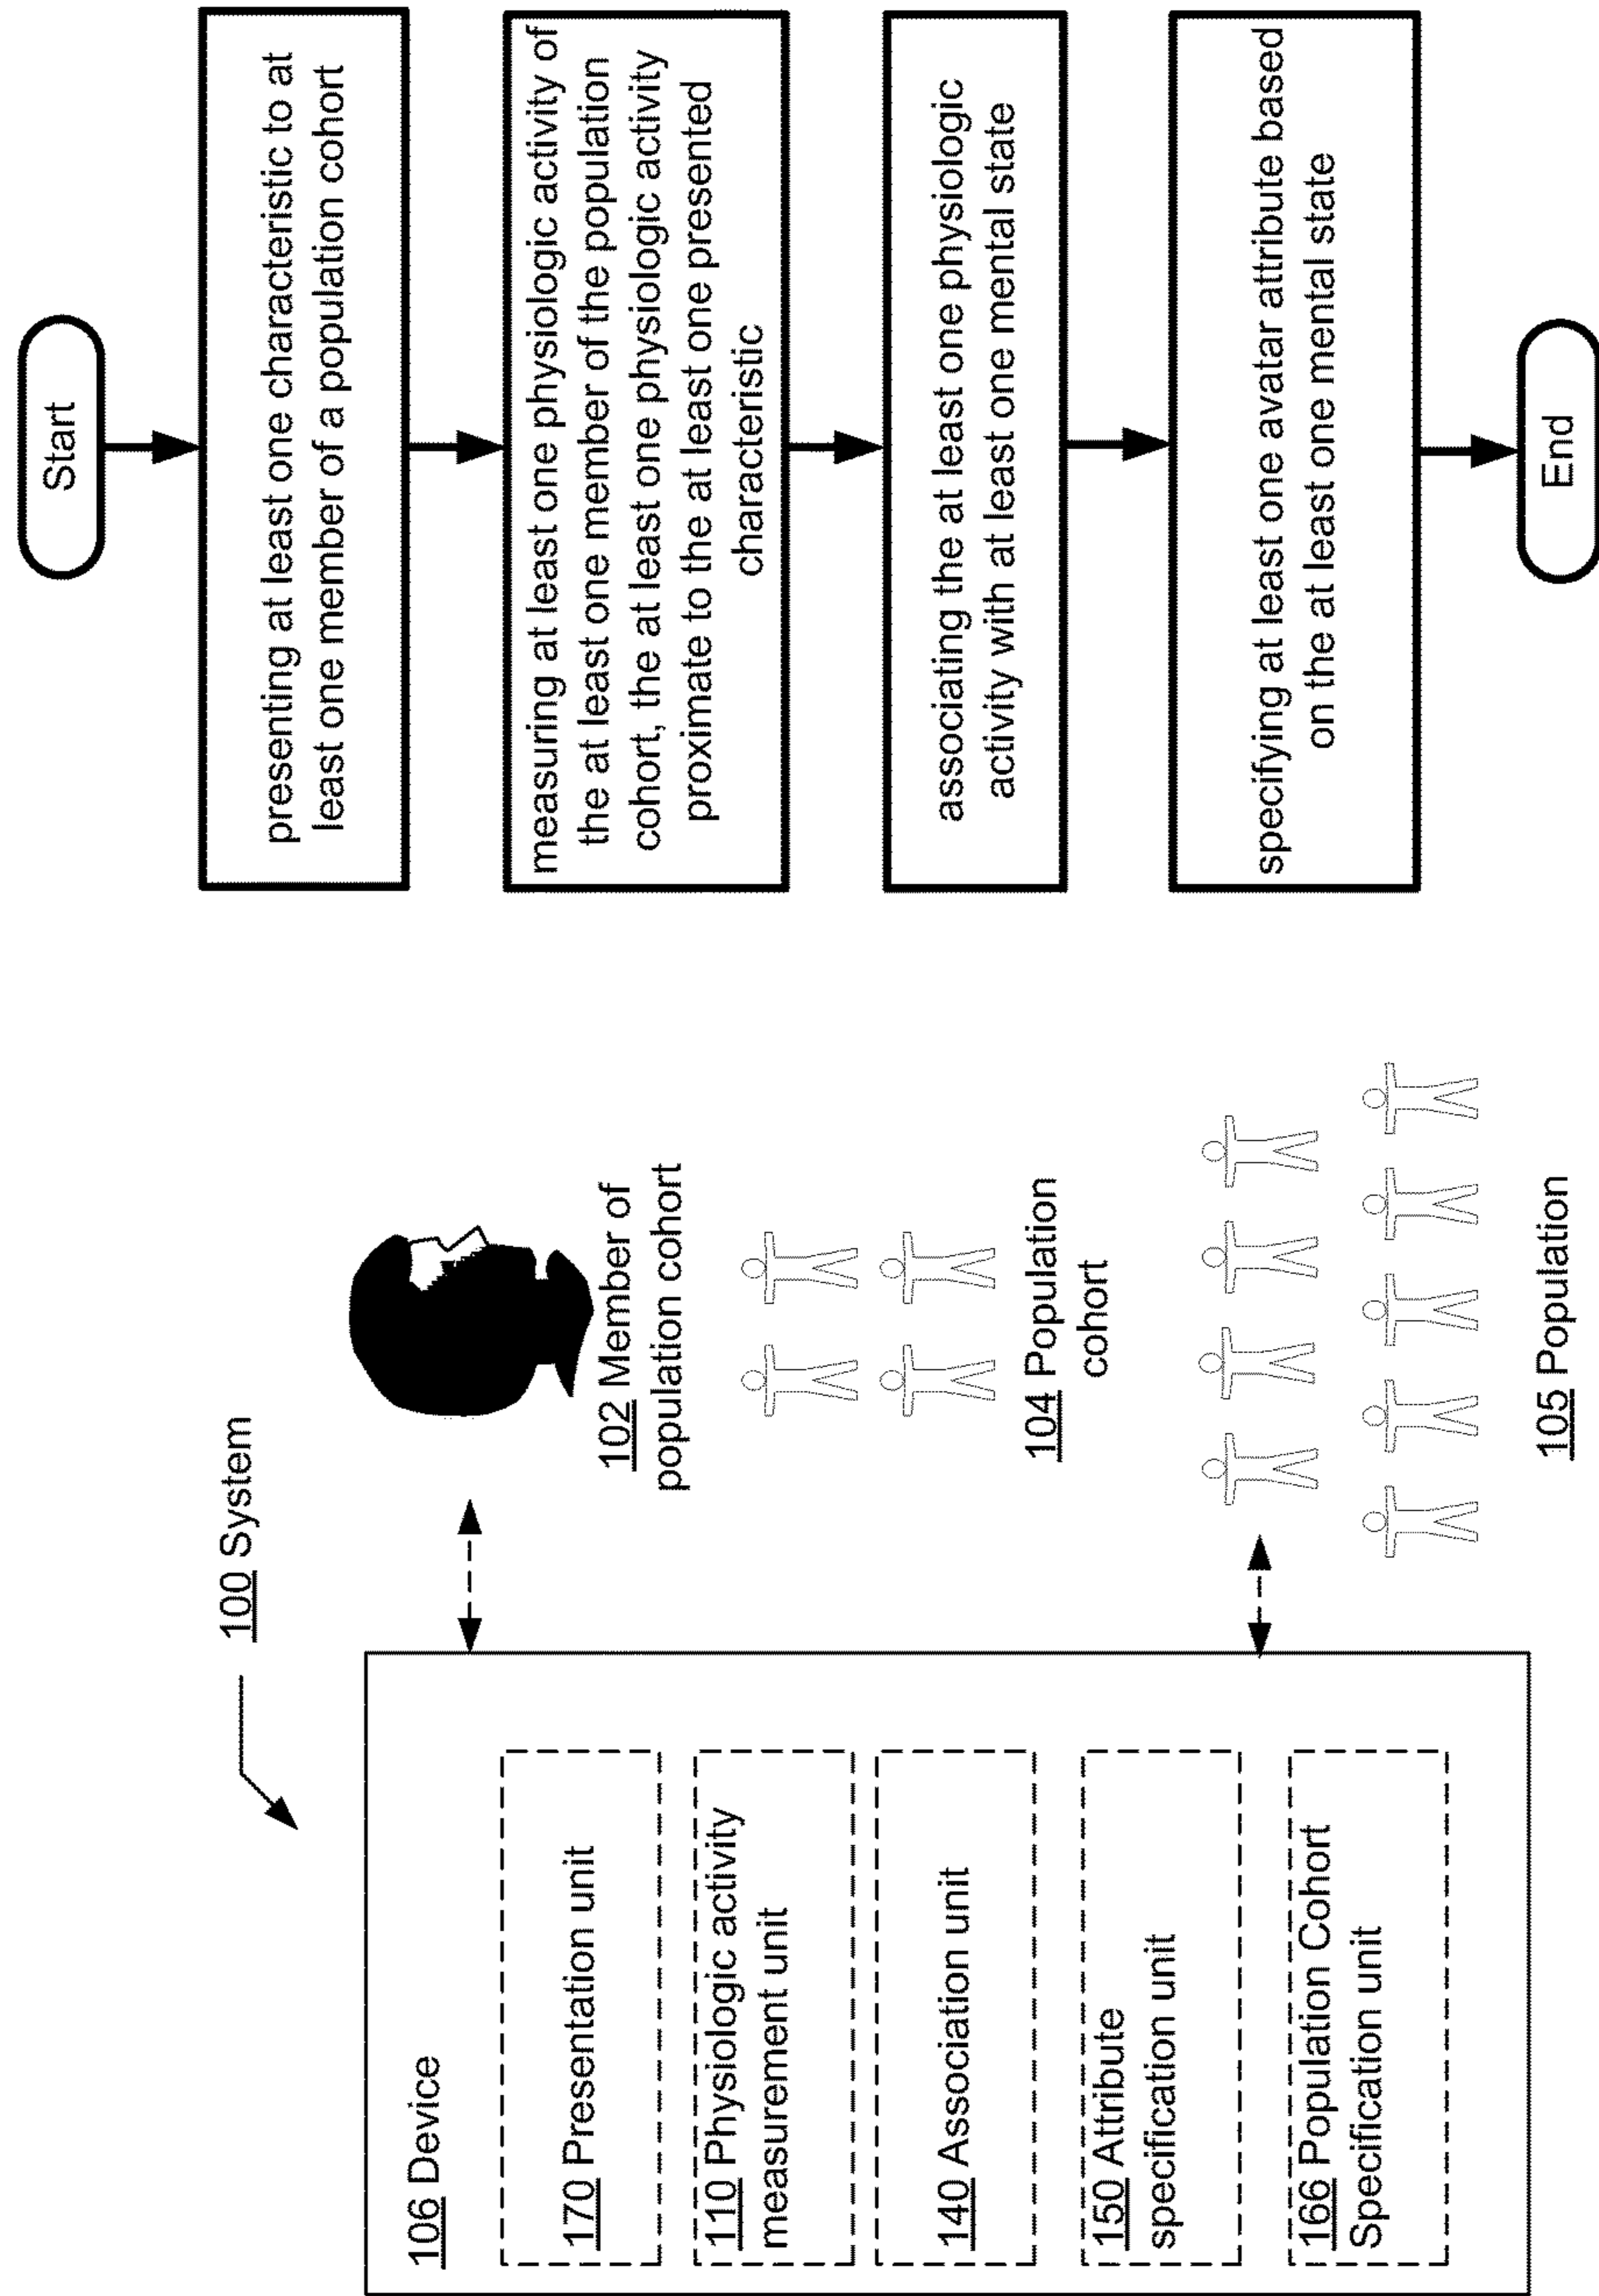 100 System
106 Device
170 Presentation unit
110 Physiologic activity
measurement unit
140 Association unit
150 Attribute
specification unit
166 Population Cohort
Specification unit
102 Member of
population cohort
104 Population
cohort
105 Population
Start
presenting at least one characteristic to at
least one member of a population cohort
measuring at least one physiologic activity of
the at least one member of the population
cohort, the at least one physiologic activity
proximate to the at least one presented
characteristic
associating the at least one physiologic
activity with at least one mental state
specifying at least one avatar attribute based
on the at least one mental state
End